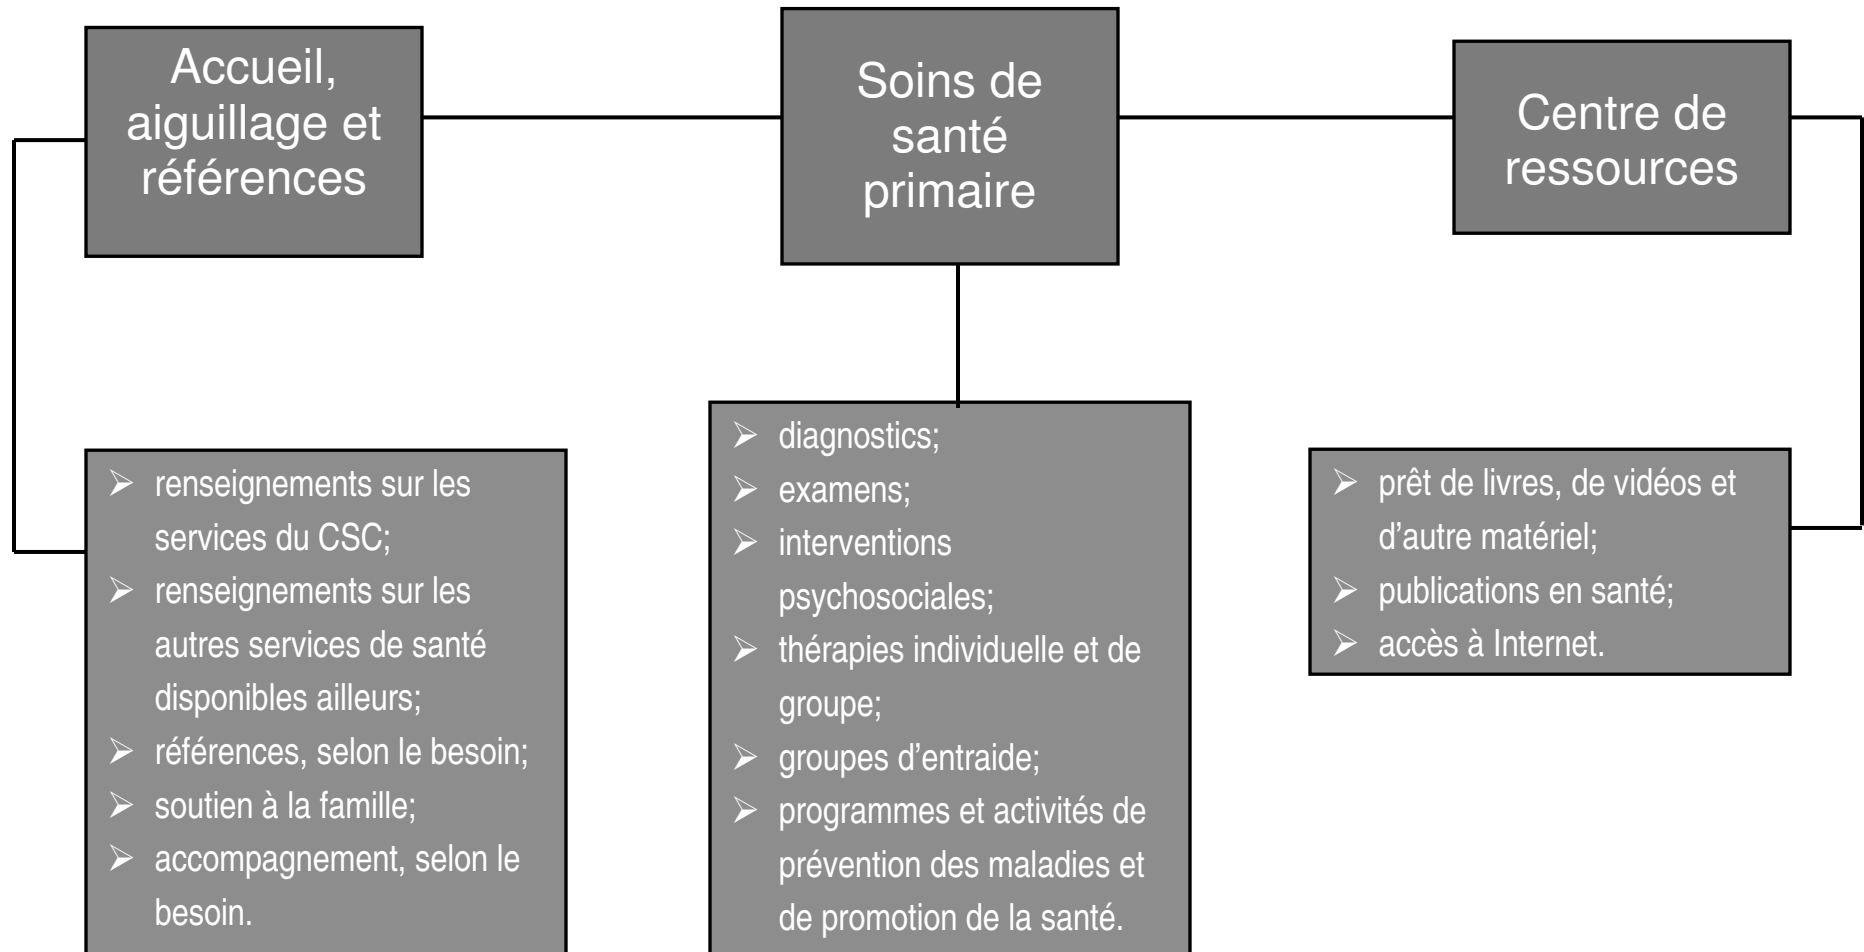 Accueil,
aiguillage et
références
Soins de
santé
primaire
Centre de
ressources
➢ renseignements sur les
services du CSC;
➢ renseignements sur les
autres services de santé
disponibles ailleurs;
➢ références, selon le besoin;
➢ soutien à la famille;
➢ accompagnement, selon le
besoin.
➢ diagnostics;
➢ examens;
➢ interventions
psychosociales;
➢ thérapies individuelle et de
groupe;
➢ groupes d’entraide;
➢ programmes et activités de
prévention des maladies et
de promotion de la santé.
➢ prêt de livres, de vidéos et
d’autre matériel;
➢ publications en santé;
➢ accès à Internet.